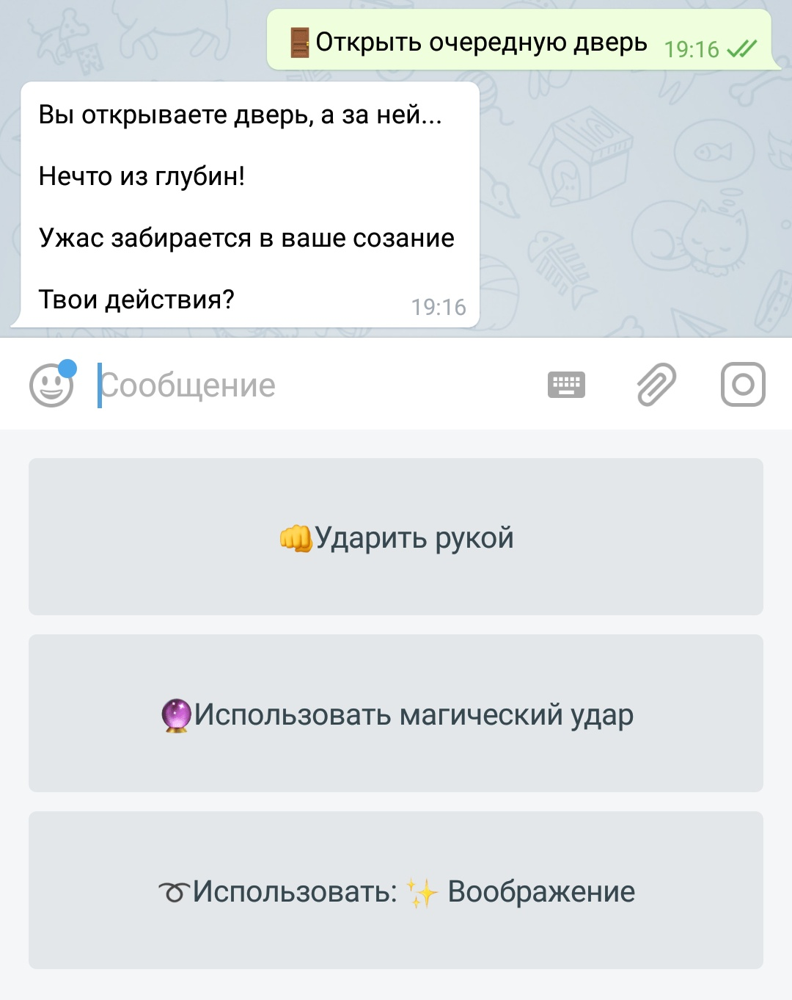 🚪Открыть очередную дверь 19:16
Вы открываете дверь, а за ней...
Нечто из глубин!
Ужас забирается в ваше созание
Твои действия? 19:16
Сообщение
👊Ударить рукой
🔮Использовать магический удар
➰Использовать: ✨ Воображение